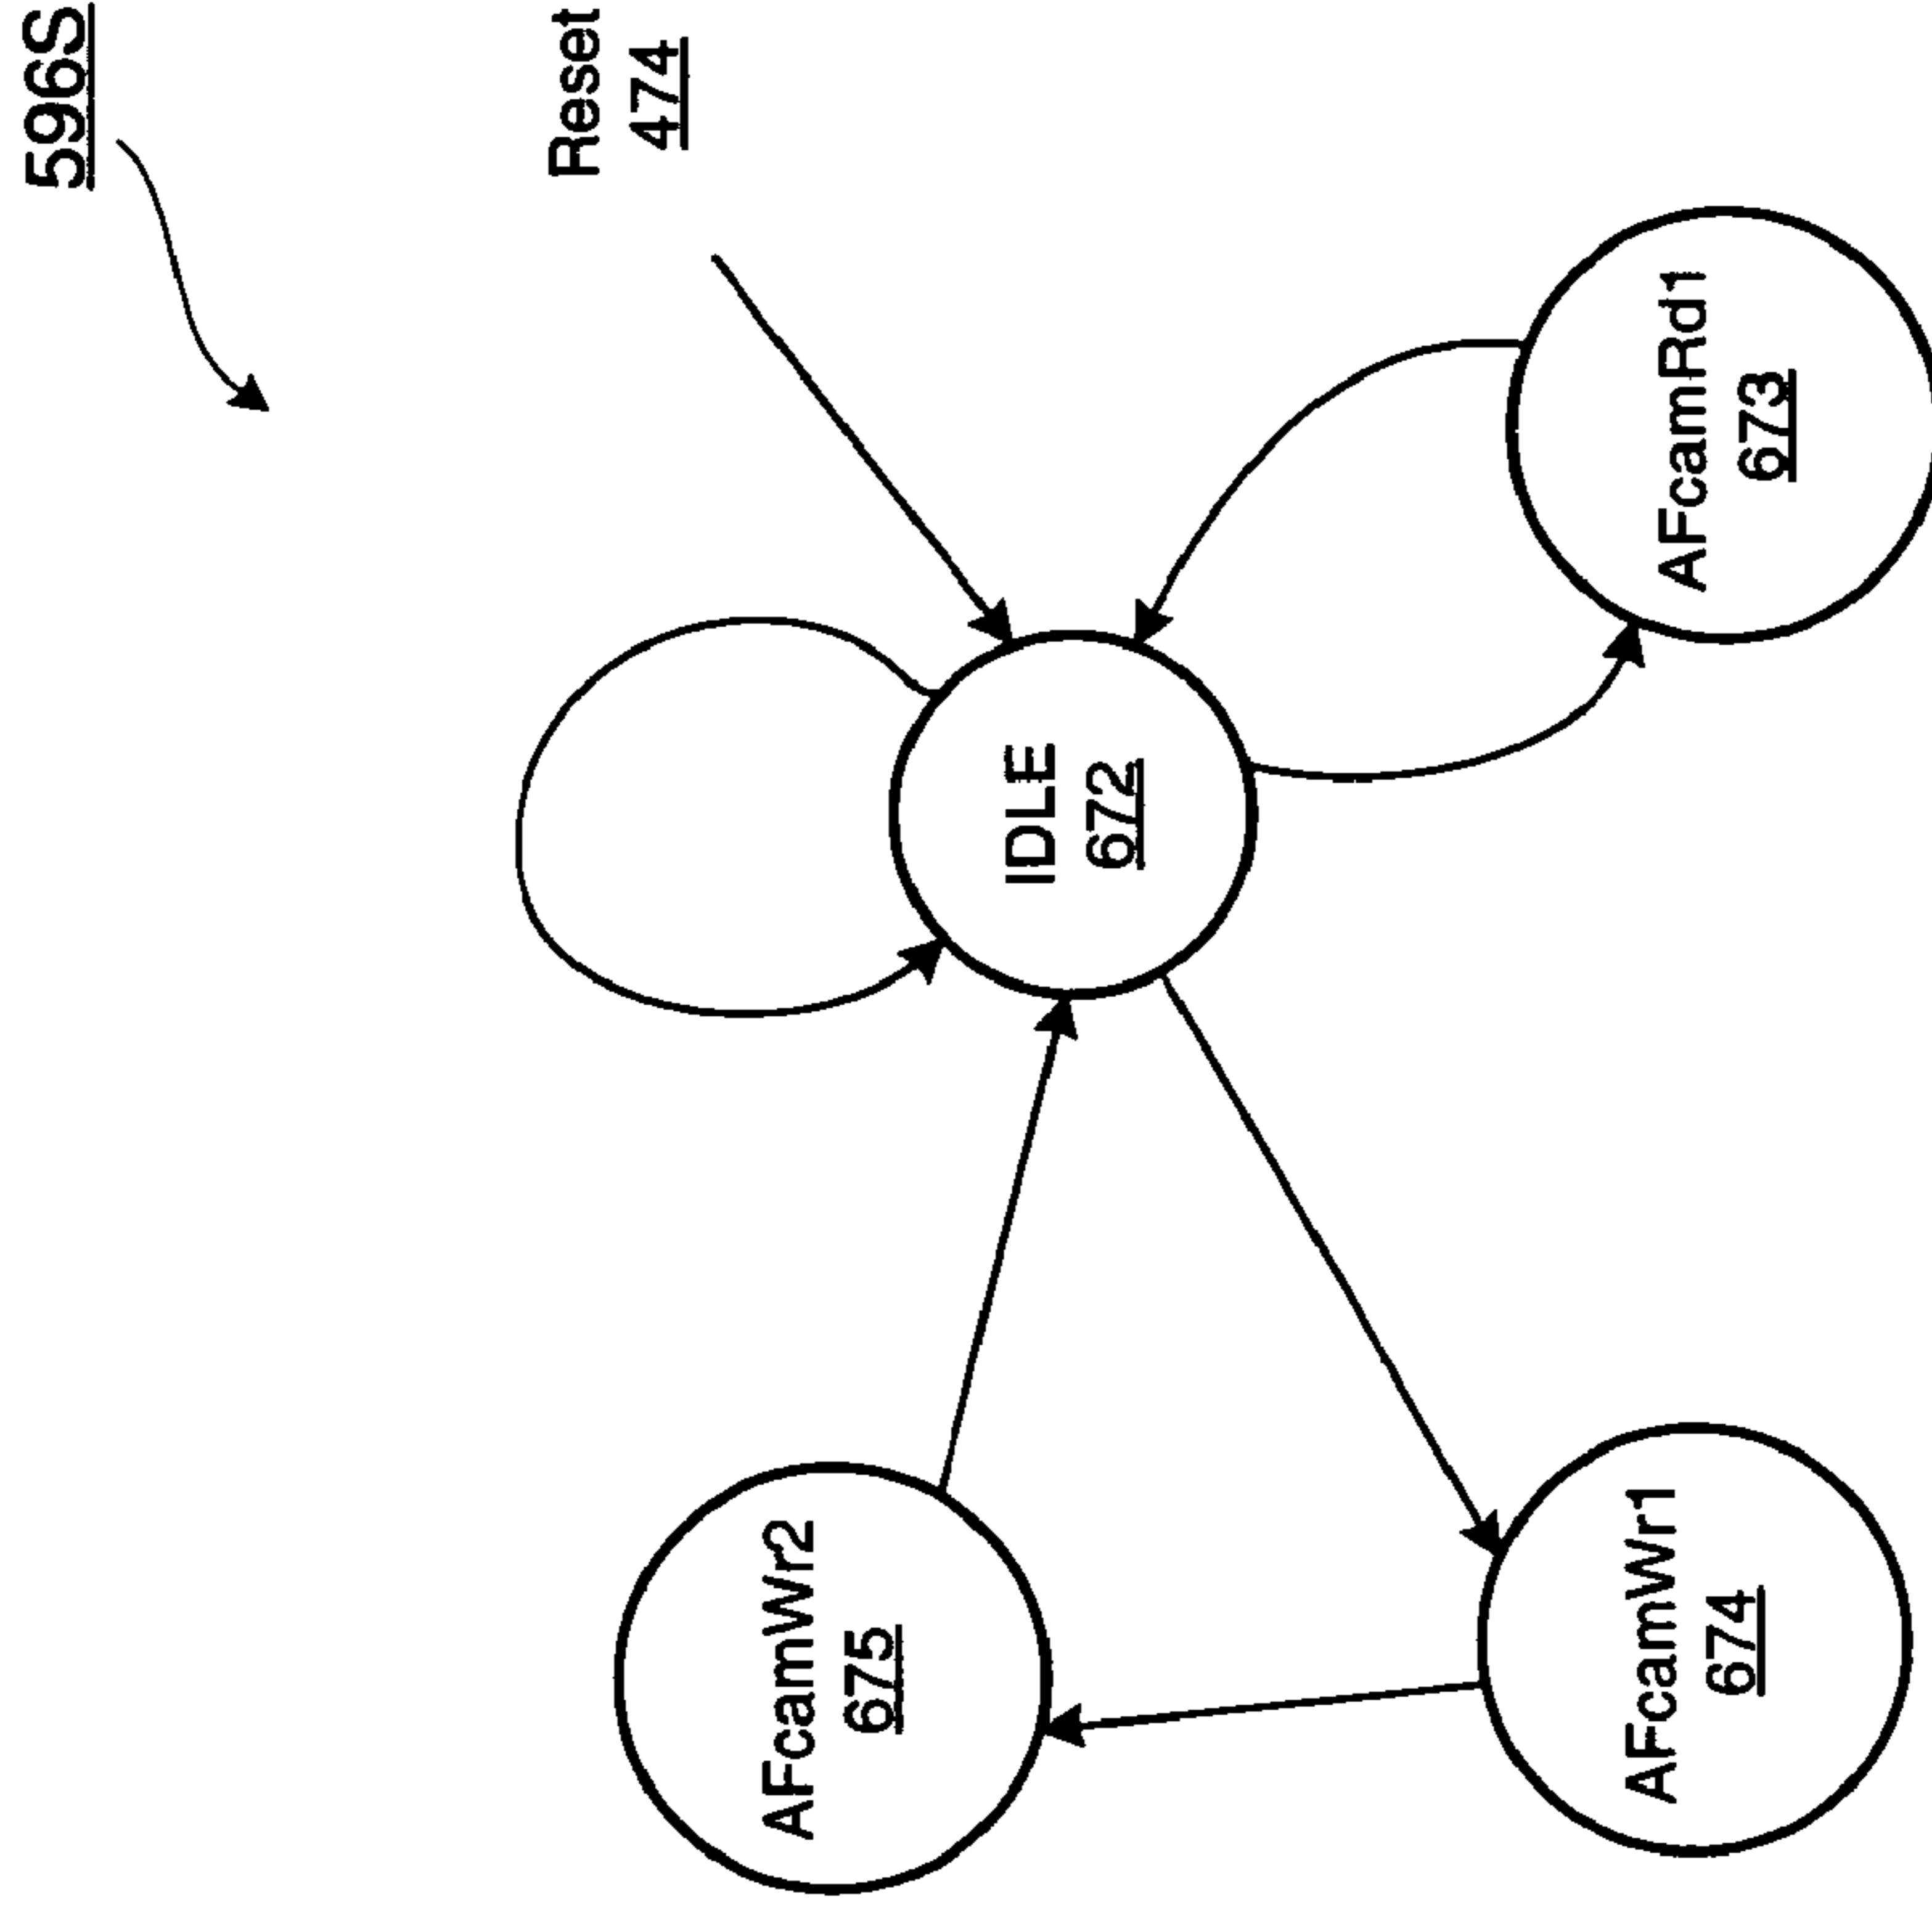 596S
Reset
474
IDLE
672
AFcamRd1
673
AFcamWr2
675
AFcamWr1
674